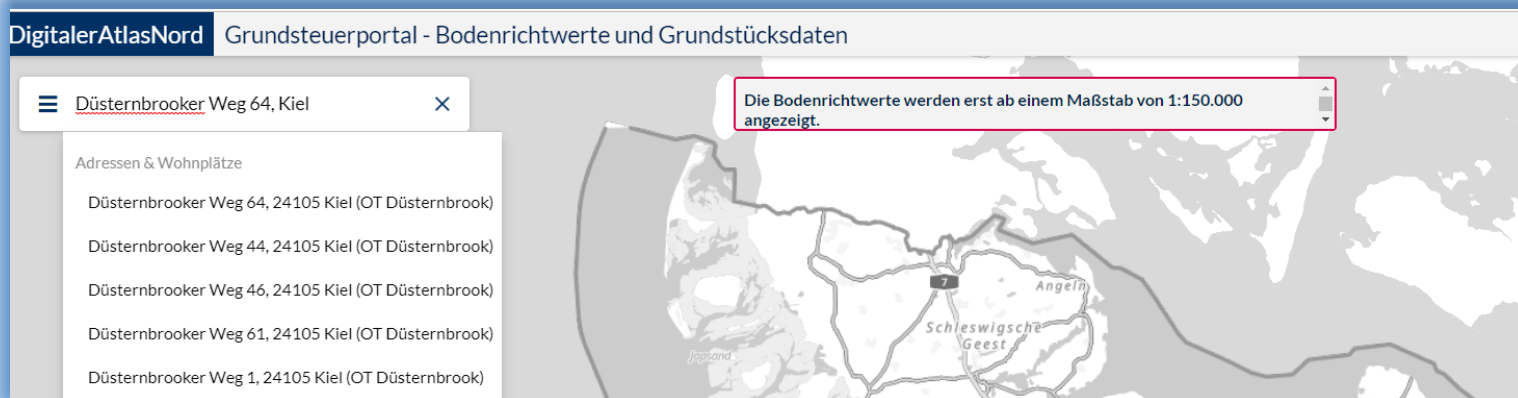 DigitalerAtlasNord Grundsteuerportal - Bodenrichtwerte und Grundstücksdaten
Düsternbrooker Weg 64, Kiel
Die Bodenrichtwerte werden erst ab einem Maßstab von 1:150.000
angezeigt.
Adressen & Wohnplätze
Düsternbrooker Weg 64, 24105 Kiel (OT Düsternbrook)
Düsternbrooker Weg 44, 24105 Kiel (OT Düsternbrook)
Düsternbrooker Weg 46, 24105 Kiel (OT Düsternbrook)
Düsternbrooker Weg 61, 24105 Kiel (OT Düsternbrook)
Düsternbrooker Weg 1, 24105 Kiel (OT Düsternbrook)
7
Angeln
Schleswigsche
Geest
Japsand